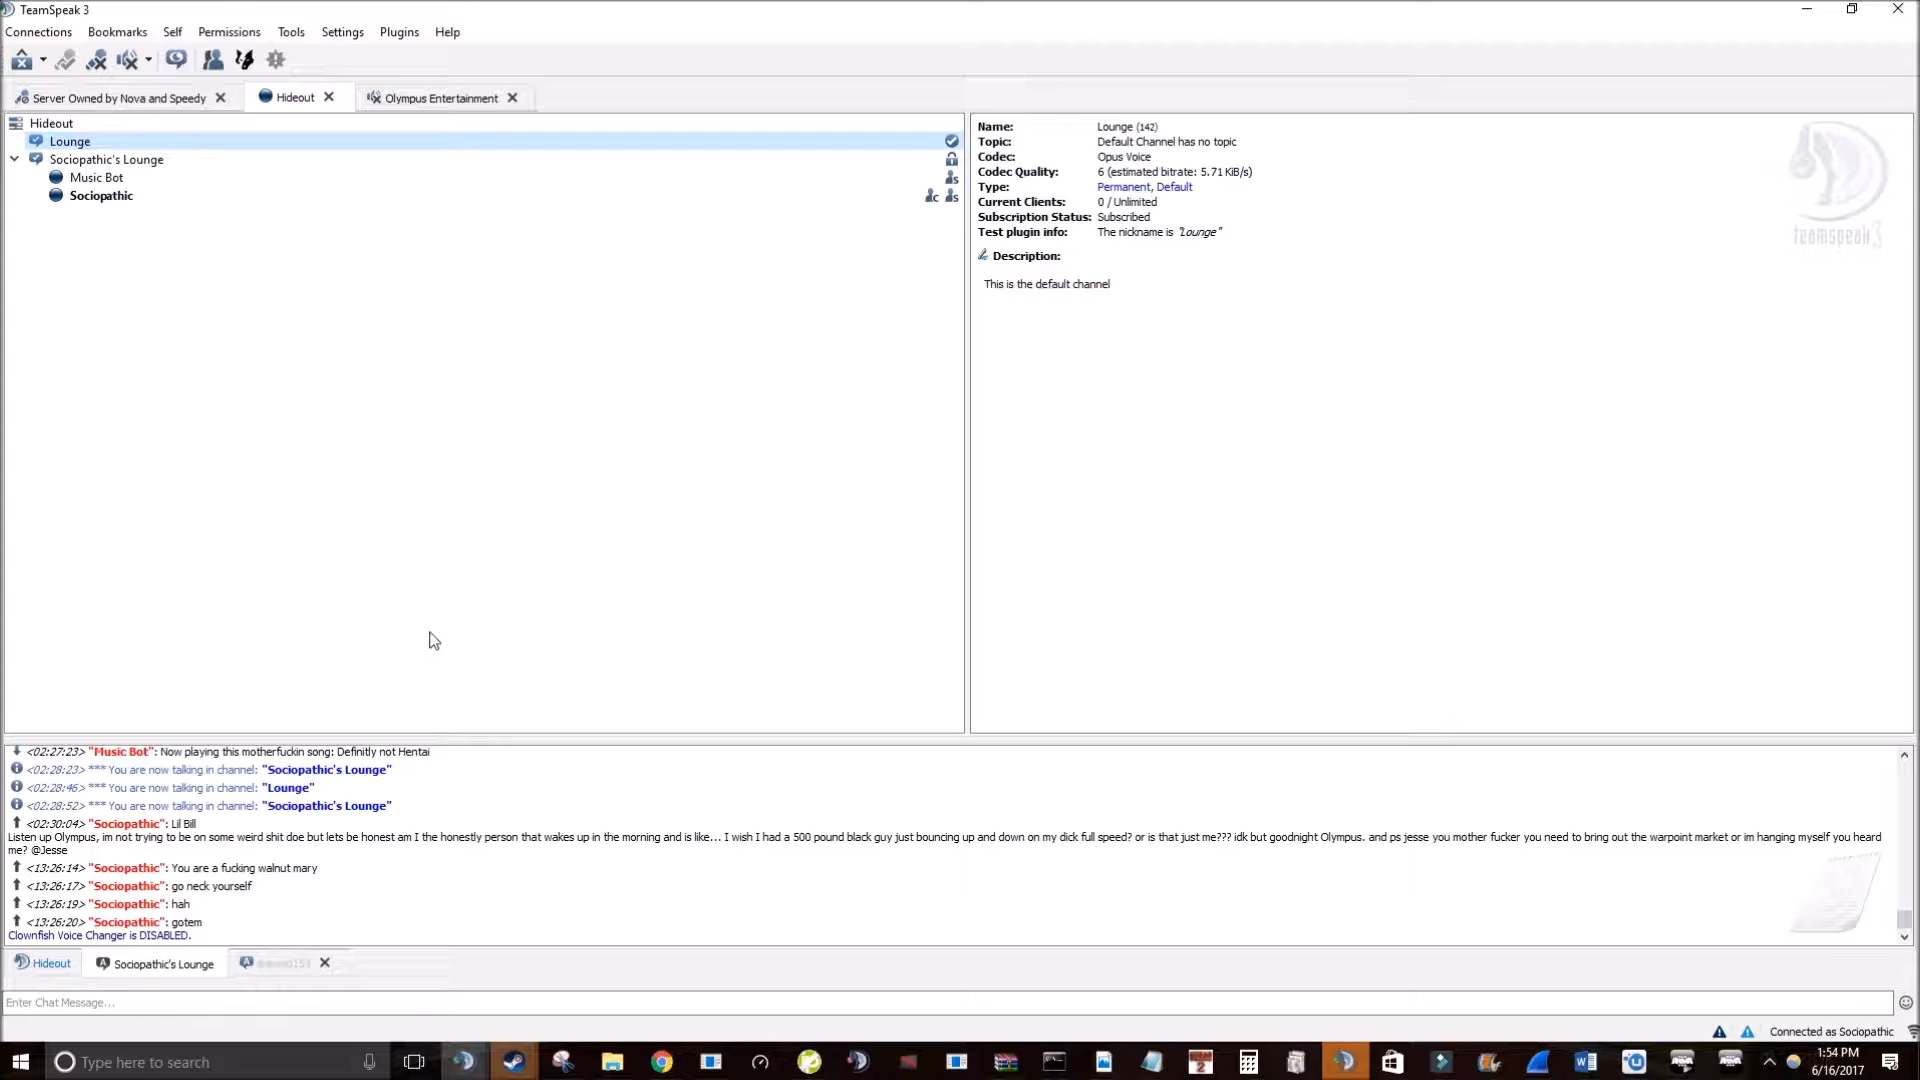 TeamSpeak 3
Connections Bookmarks Self Permissions Tools Settings Plugins Help
Server Owned by Nova and Speedy Hideout Olympus Entertainment
Hideout
Lounge
Sociopathic's Lounge
Music Bot
Sociopathic
Name: Lounge (142)
Topic: Default Channel has no topic
Codec: Opus Voice
Codec Quality: 6 (estimated bitrate: 5.71 KiB/s)
Type: Permanent, Default
Current Clients: 0 / Unlimited
Subscription Status: Subscribed
Test plugin info: The nickname is "Lounge"
Description:
This is the default channel
teamspeak3
<02:27:23> "Music Bot": Now playing this motherfuckin song: Definitly not Hentai
<02:28:23> *** You are now talking in channel: "Sociopathic's Lounge"
<02:28:46> *** You are now talking in channel: "Lounge"
<02:28:52> *** You are now talking in channel: "Sociopathic's Lounge"
<02:30:04> "Sociopathic": Lil Bill
Listen up Olympus, im not trying to be on some weird shit doe but lets be honest am I the honestly person that wakes up in the morning and is like... I wish I had a 500 pound black guy just bouncing up and down on my dick full speed? or is that just me??? idk but goodnight Olympus. and ps jesse you mother fucker you need to bring out the warpoint market or im hanging myself you heard
me? @Jesse
<13:26:14> "Sociopathic": You are a fucking walnut mary
<13:26:17> "Sociopathic": go neck yourself
<13:26:19> "Sociopathic": hah
<13:26:20> "Sociopathic": gotem
Clownfish Voice Changer is DISABLED.
Hideout Sociopathic's Lounge
Enter Chat Message...
Connected as Sociopathic
Type here to search
1:54 PM
6/16/2017